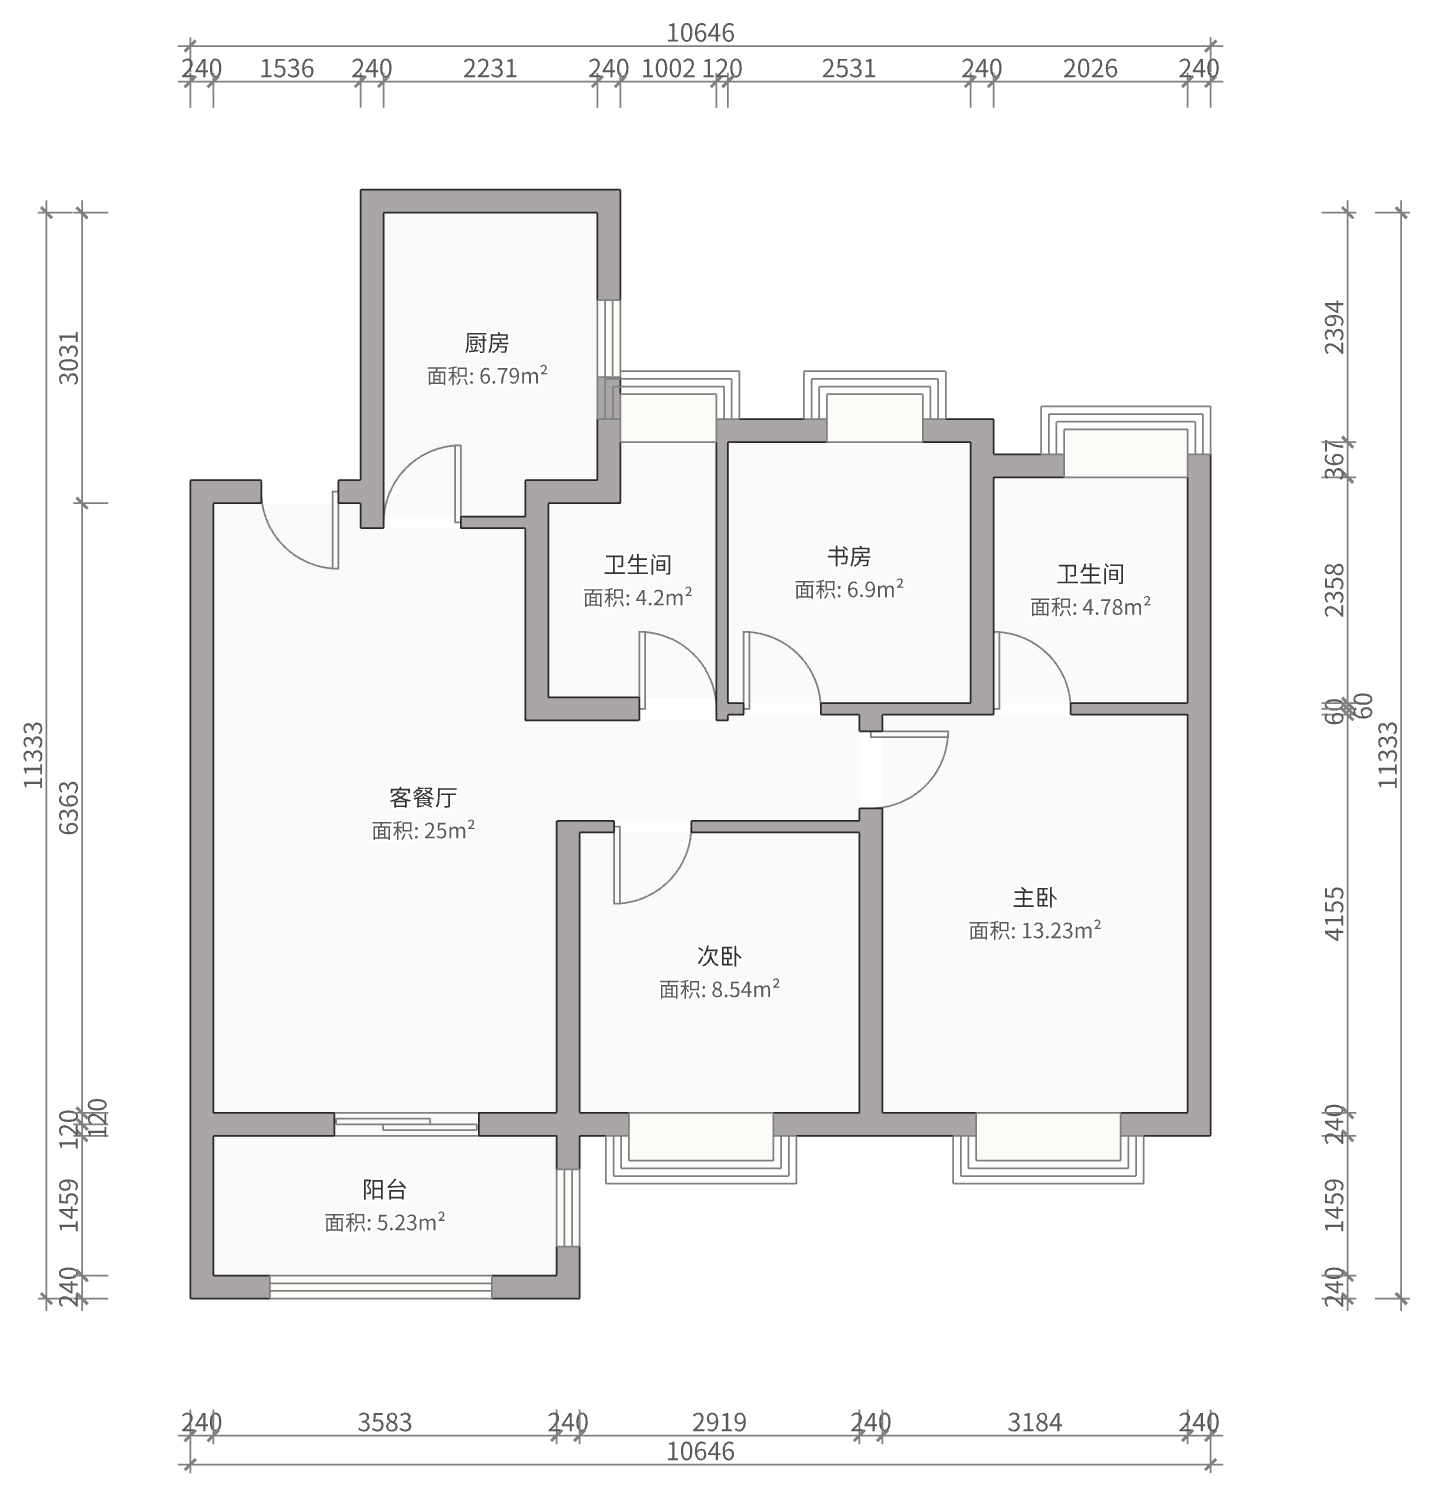 10646
240 1536 240 2231 240 1002 120 2531 240 2026 240
3031
2394
厨房
面积: 6.79m²
367
卫生间
面积: 4.2m²
书房
面积: 6.9m²
卫生间
面积: 4.78m²
2358
60
60
11333
11333
6363
客餐厅
面积: 25m²
主卧
面积: 13.23m²
4155
次卧
面积: 8.54m²
120
120
240
阳台
面积: 5.23m²
1459
1459
240
240
240 3583 240 2919 240 3184 240
10646